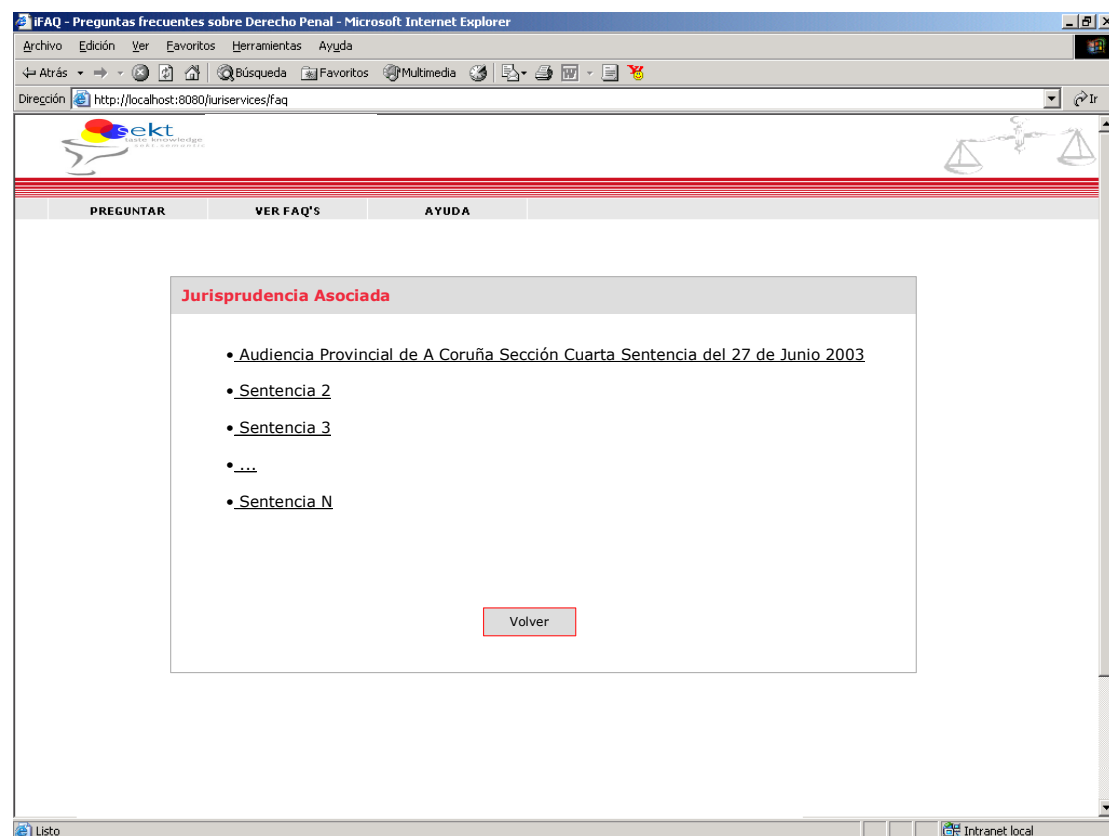 iFAQ - Preguntas frecuentes sobre Derecho Penal - Microsoft Internet Explorer
Archivo Edición Ver Favoritos Herramientas Ayuda
Atrás Búsqueda Favoritos Multimedia
Dirección http://localhost:8080/iuriservices/faq Ir
sekt
taste knowledge
PREGUNTAR VER FAQ'S AYUDA
Jurisprudencia Asociada
• Audiencia Provincial de A Coruña Sección Cuarta Sentencia del 27 de Junio 2003
• Sentencia 2
• Sentencia 3
• ...
• Sentencia N
Volver
Listo Intranet local